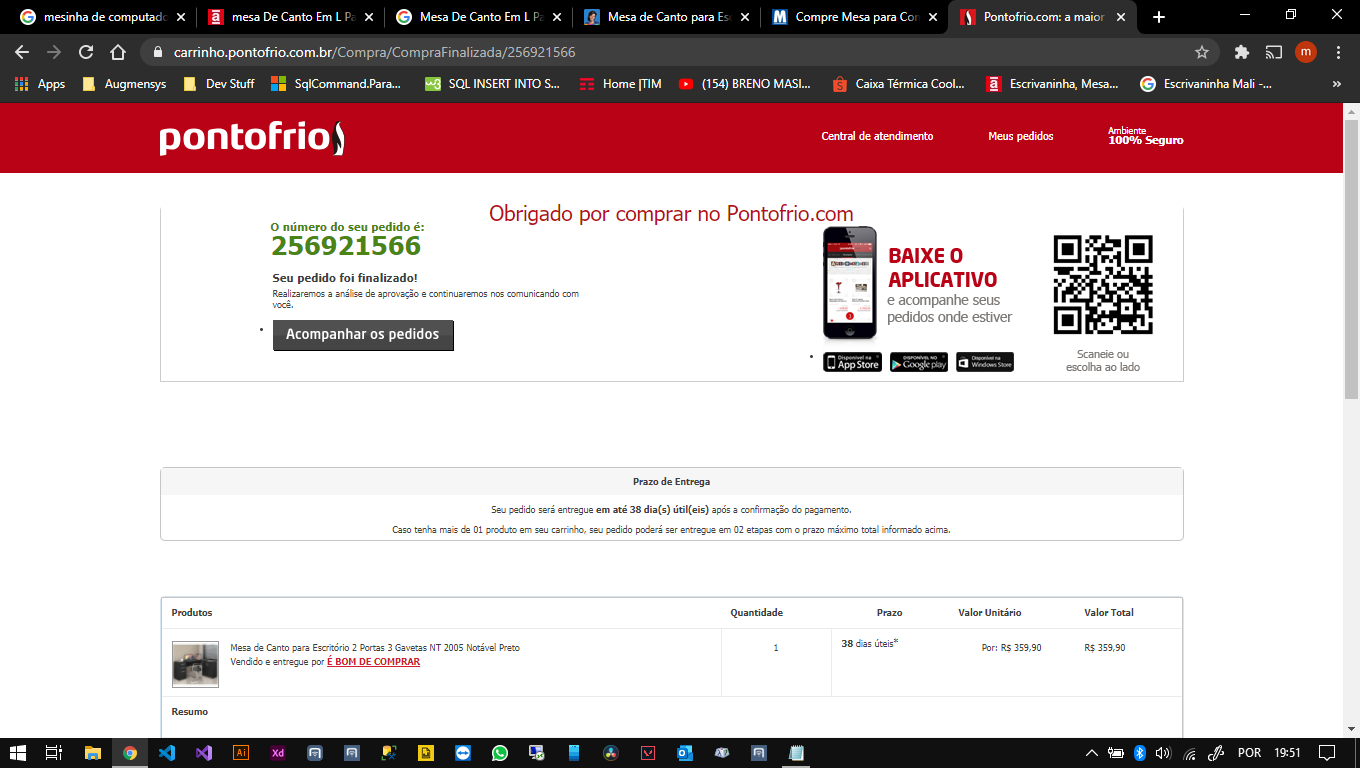 mesinha de computado
mesa De Canto Em L Pa
Mesa De Canto Em L Pa
Mesa de Canto para Esc
Compre Mesa para Con
Pontofrio.com: a maior
carrinho.pontofrio.com.br/Compra/CompraFinalizada/256921566
m
Apps
Augmensys
Dev Stuff
SqlCommand.Para...
SQL INSERT INTO S...
Home |TIM
(154) BRENO MASI...
Caixa Térmica Cool...
Escrivaninha, Mesa...
Escrivaninha Mali -...
»
pontofrio
Central de atendimento
Meus pedidos
Ambiente
100% Seguro
Obrigado por comprar no Pontofrio.com
O número do seu pedido é:
256921566
Seu pedido foi finalizado!
Realizaremos a análise de aprovação e continuaremos nos comunicando com
você.
Acompanhar os pedidos
BAIXE O
APLICATIVO
e acompanhe seus
pedidos onde estiver
Disponível na
App Store
DISPONÍVEL NO
Google play
Disponível na
Windows Store
Scaneie ou
escolha ao lado
Prazo de Entrega
Seu pedido será entregue em até 38 dia(s) útil(eis) após a confirmação do pagamento.
Caso tenha mais de 01 produto em seu carrinho, seu pedido poderá ser entregue em 02 etapas com o prazo máximo total informado acima.
Produtos Quantidade Prazo Valor Unitário Valor Total
Mesa de Canto para Escritório 2 Portas 3 Gavetas NT 2005 Notável Preto 1 38 dias úteis* Por: R$ 359,90 R$ 359,90
Vendido e entregue por É BOM DE COMPRAR
Resumo
Ai
Xd
POR
19:51